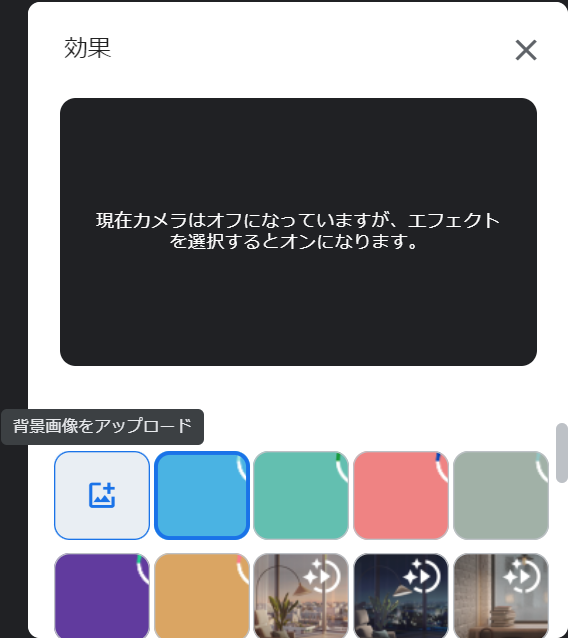 効果
現在カメラはオフになっていますが、エフェクト
を選択するとオンになります。
背景画像をアップロード